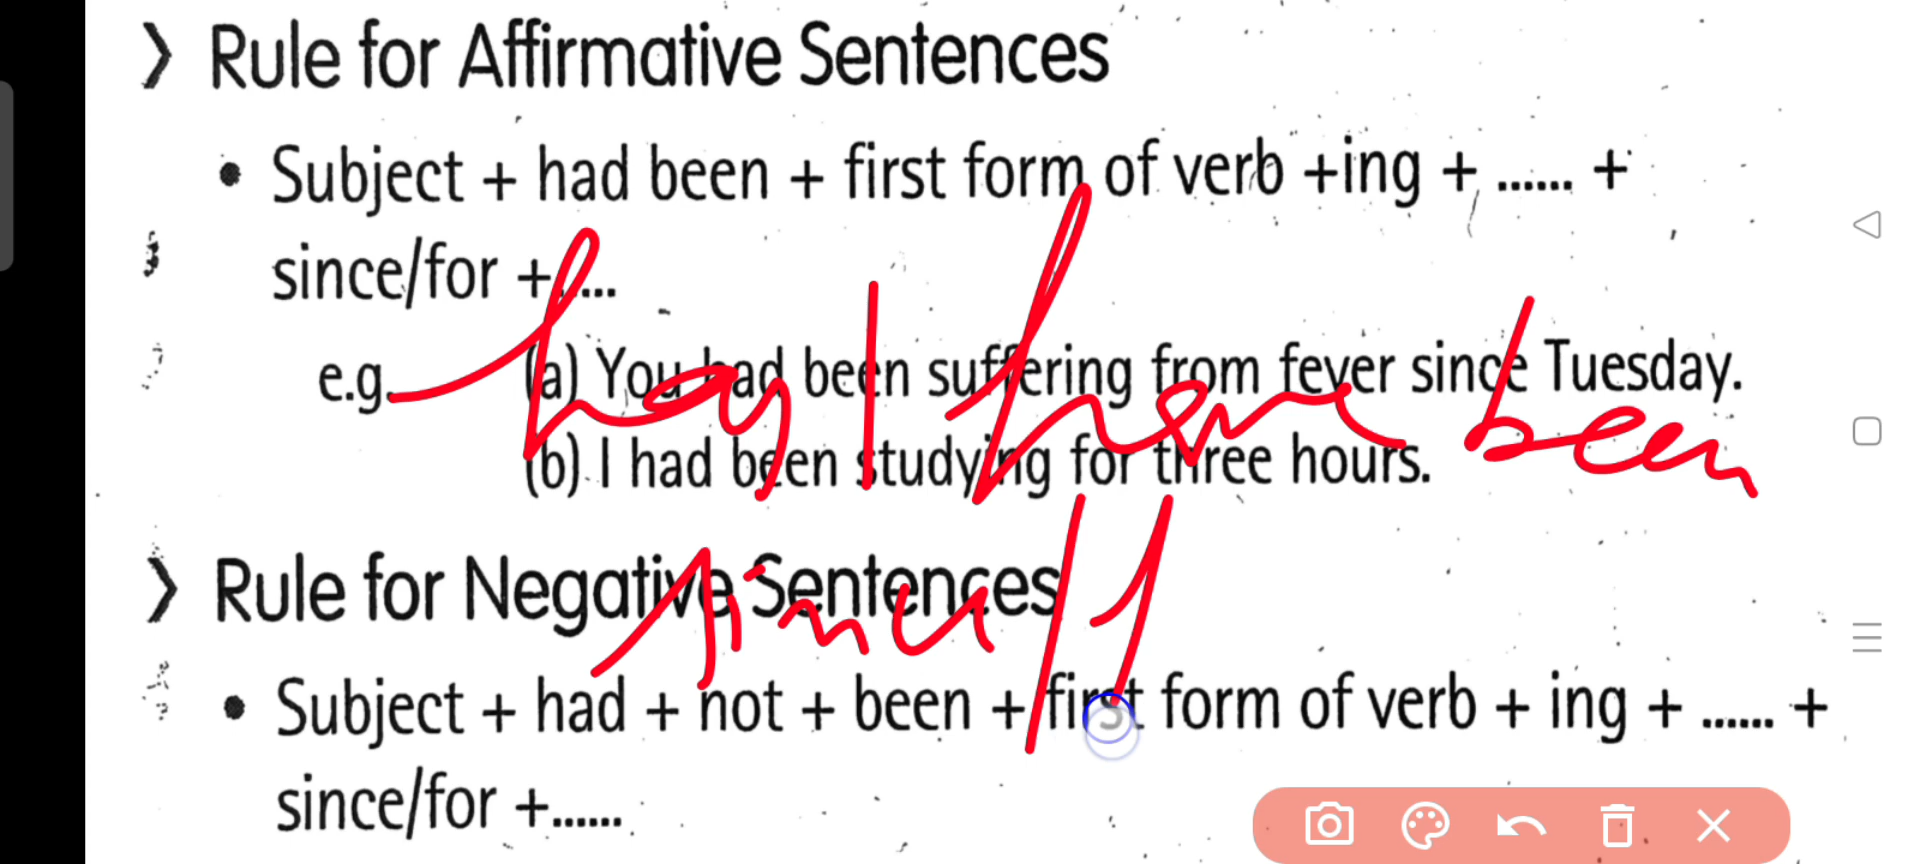 › Rule for Affirmative Sentences
• Subject + had been + first form of verb +ing + ...... +
since/for + ......
e.g. (a) You had been suffering from fever since Tuesday.
has | have been
(b) I had been studying for three hours.
› Rule for Negative Sentences
since /
• Subject + had + not + been + first form of verb + ing + ...... +
since/for +......